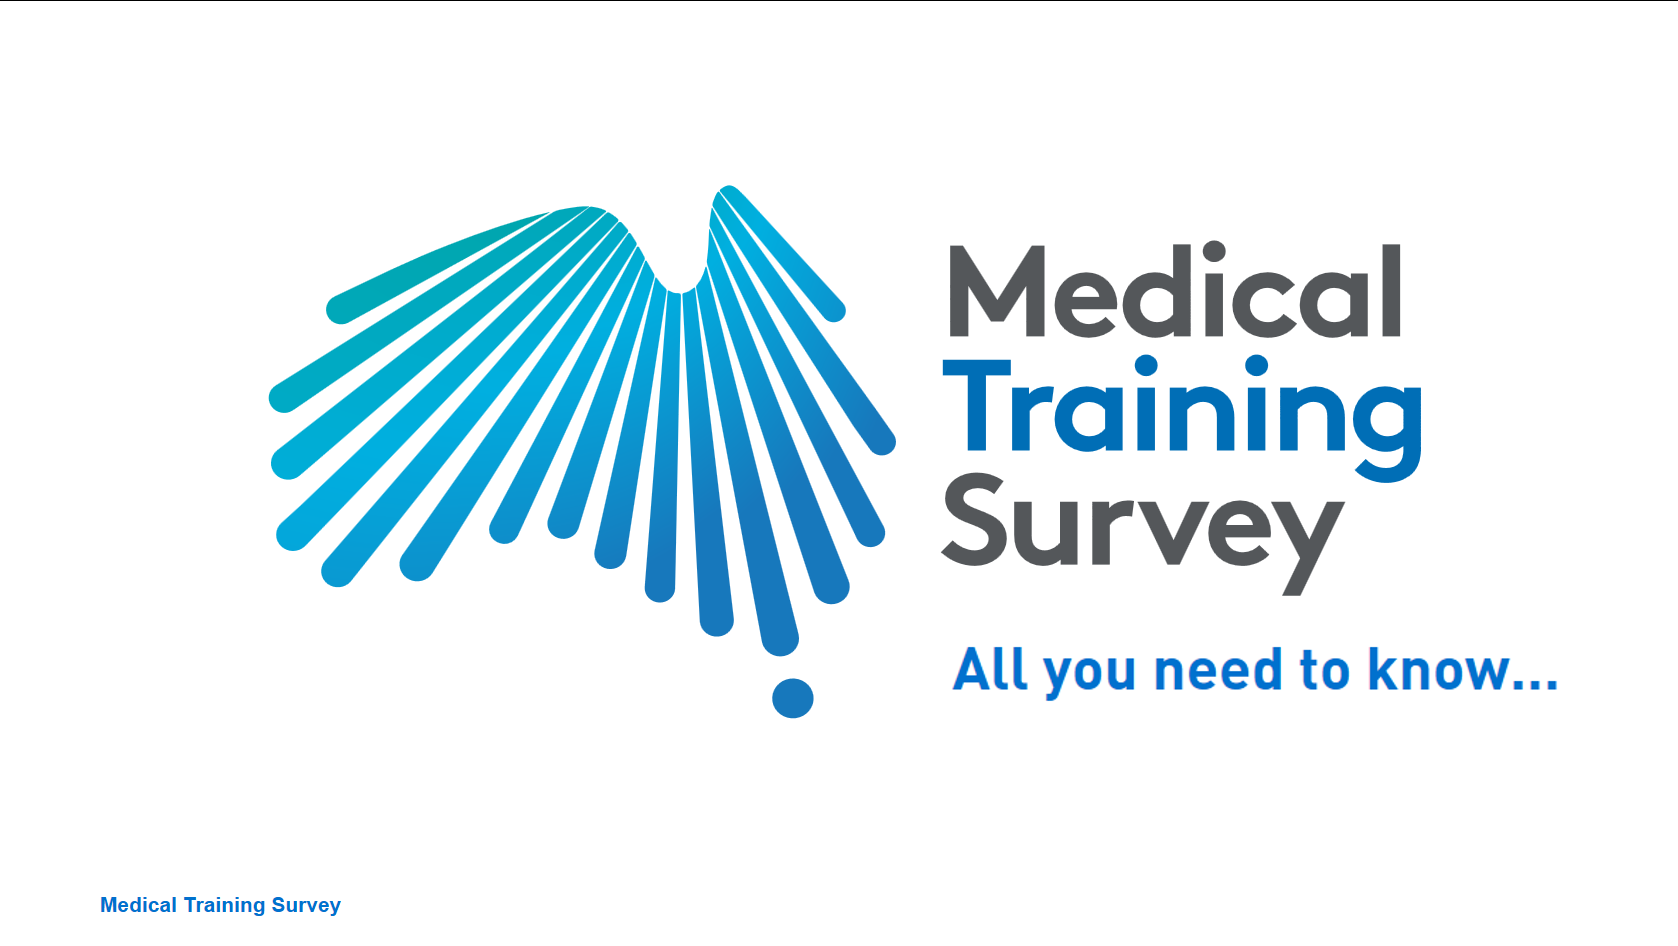 Medical
Training
Survey
All you need to know...
Medical Training Survey